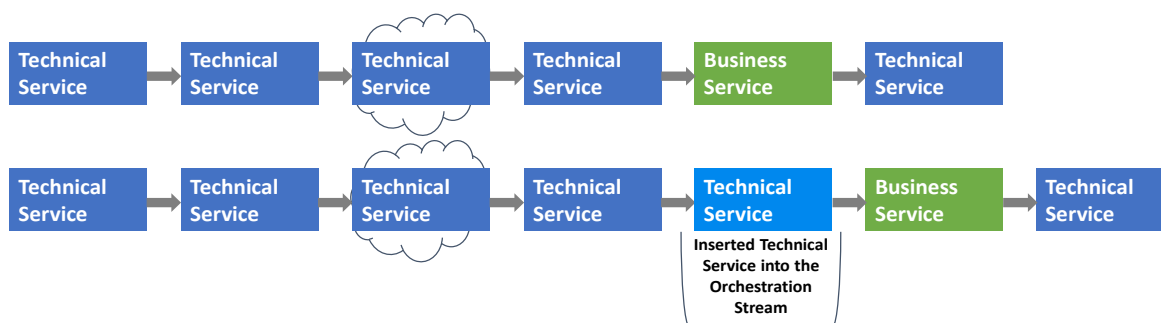 Technical
Service
Technical
Service
Technical
Service
Technical
Service
Business
Service
Technical
Service
Technical
Service
Technical
Service
Technical
Service
Technical
Service
Technical
Service
Business
Service
Technical
Service
Inserted Technical
Service into the
Orchestration
Stream